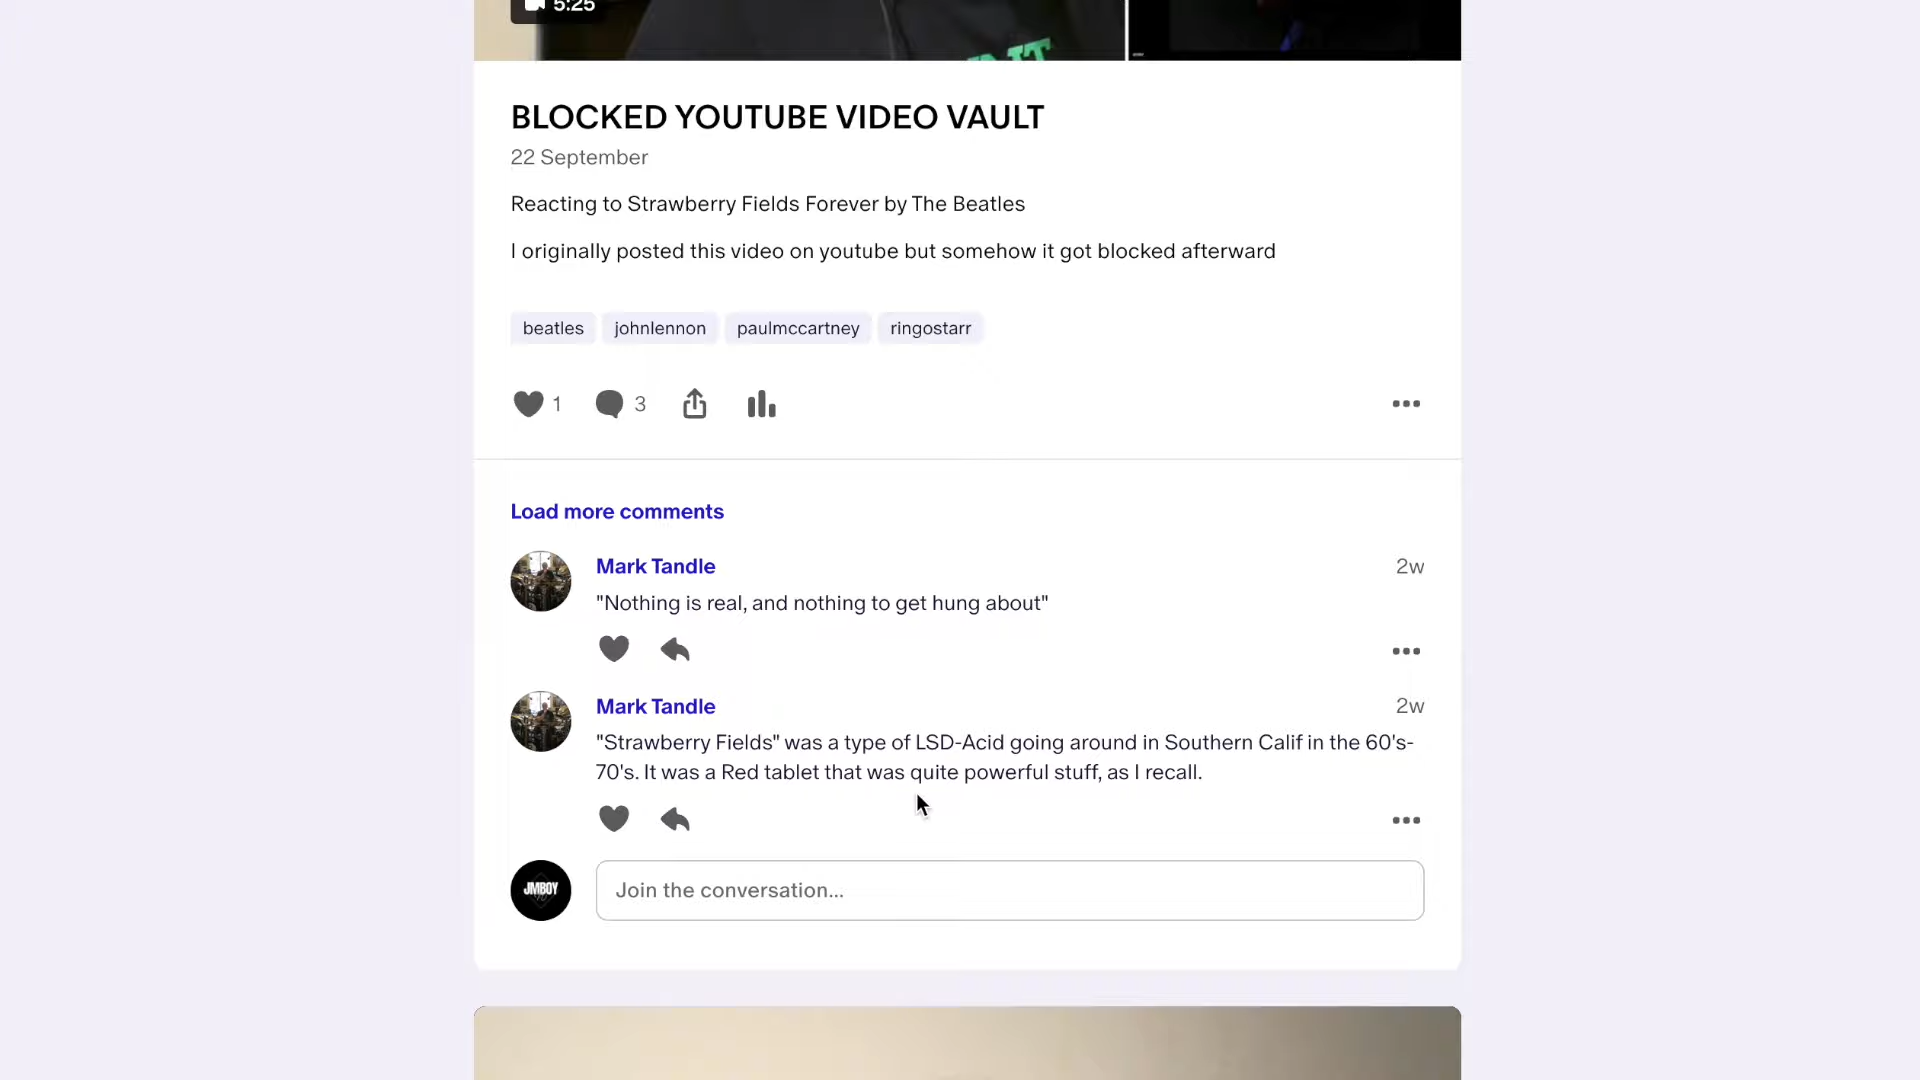 5:25
NT
BLOCKED YOUTUBE VIDEO VAULT
22 September
Reacting to Strawberry Fields Forever by The Beatles
I originally posted this video on youtube but somehow it got blocked afterward
beatles johnlennon paulmccartney ringostarr
1 3
Load more comments
Mark Tandle 2w
"Nothing is real, and nothing to get hung about"
Mark Tandle 2w
"Strawberry Fields" was a type of LSD-Acid going around in Southern Calif in the 60's-
70's. It was a Red tablet that was quite powerful stuff, as I recall.
JMBOY
Join the conversation...